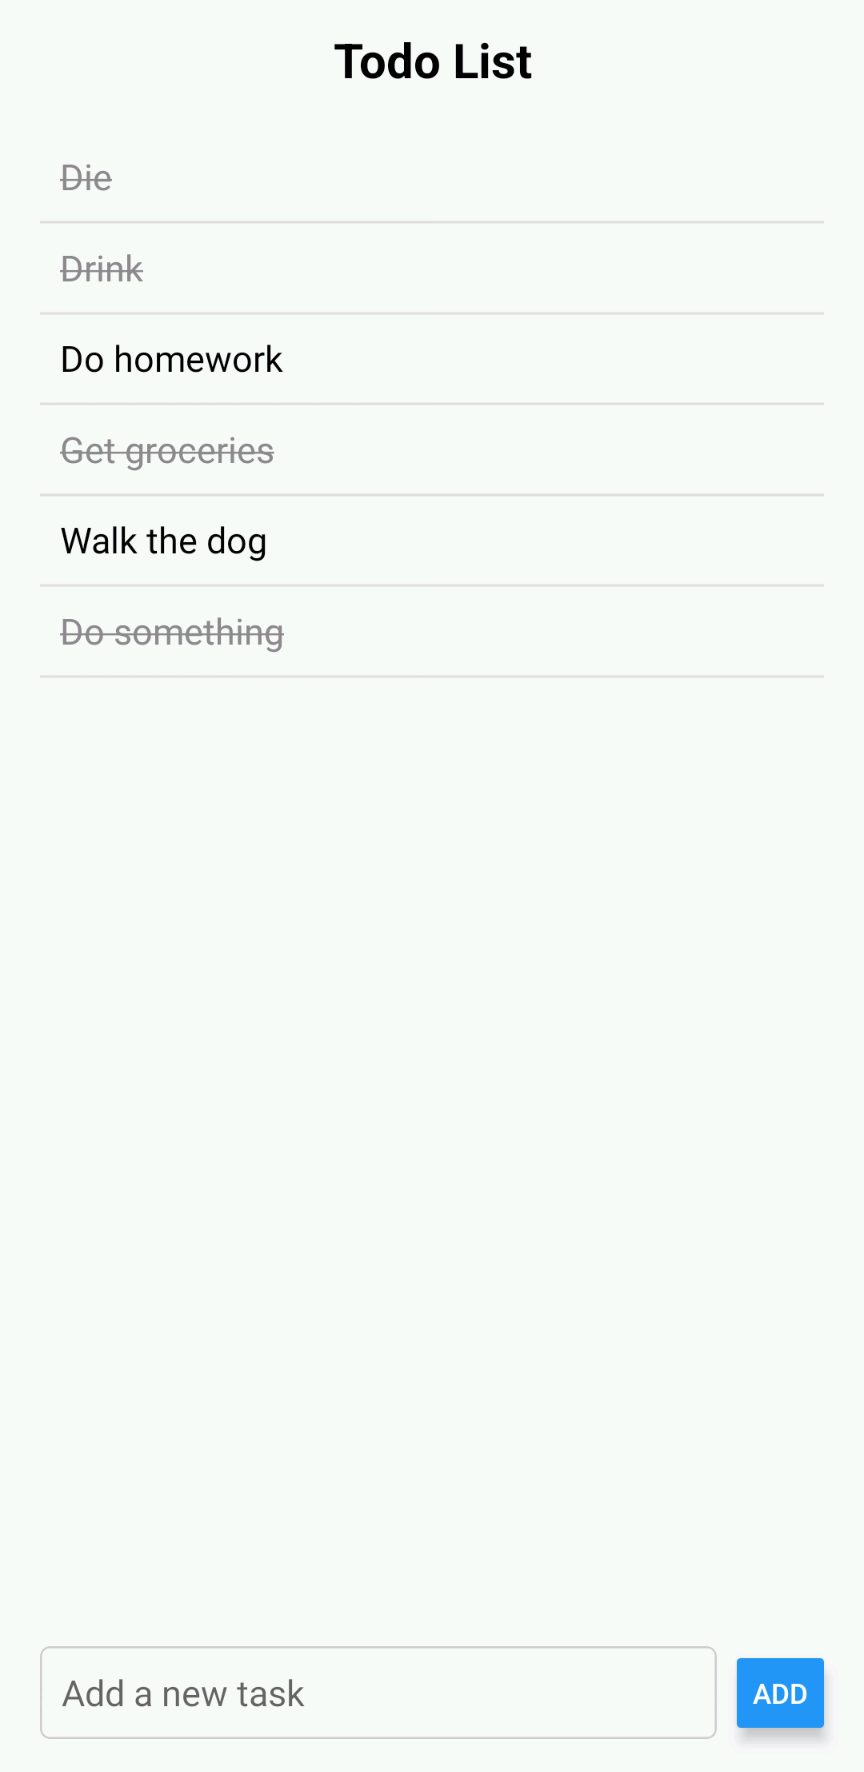 Todo List
Die
Drink
Do homework
Get groceries
Walk the dog
Do something
Add a new task
ADD